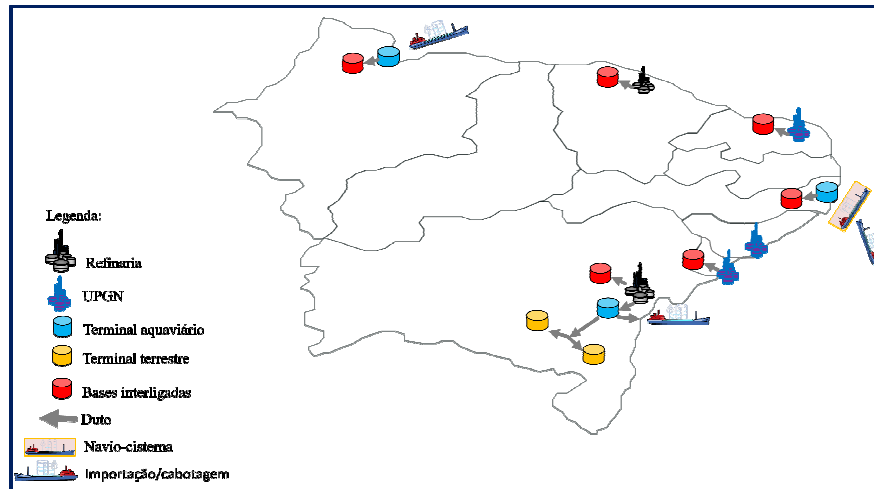 Legenda:
Refinaria
UPGN
Terminal aquaviário
Terminal terrestre
Bases interligadas
Duto
Navio-cisterna
Importação/cabotagem